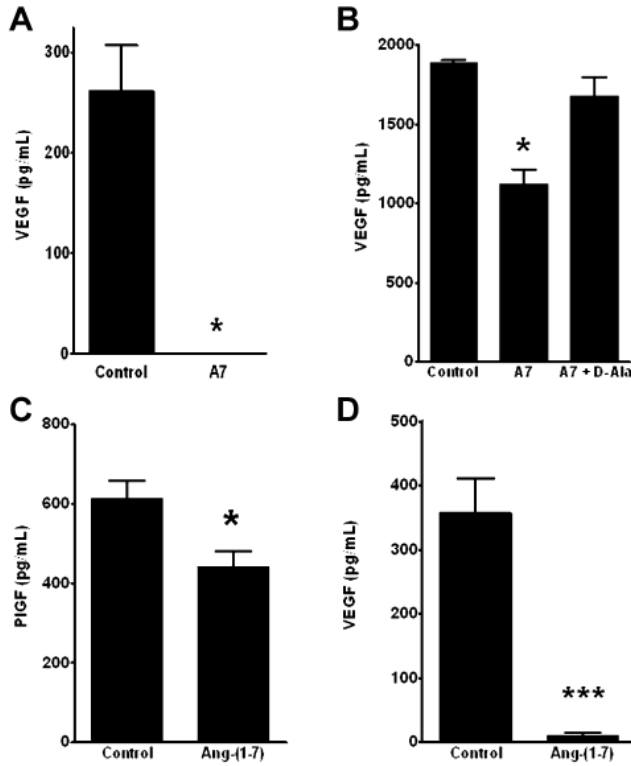 A
VEGF (pg/mL)
300
200
100
0
*
Control A7
B
VEGF (pg/mL)
2000
1500
1000
500
0
*
Control A7 A7 + D-Ala
C
PlGF (pg/mL)
800
600
400
200
0
*
Control Ang-(1-7)
D
VEGF (pg/mL)
500
400
300
200
100
0
***
Control Ang-(1-7)